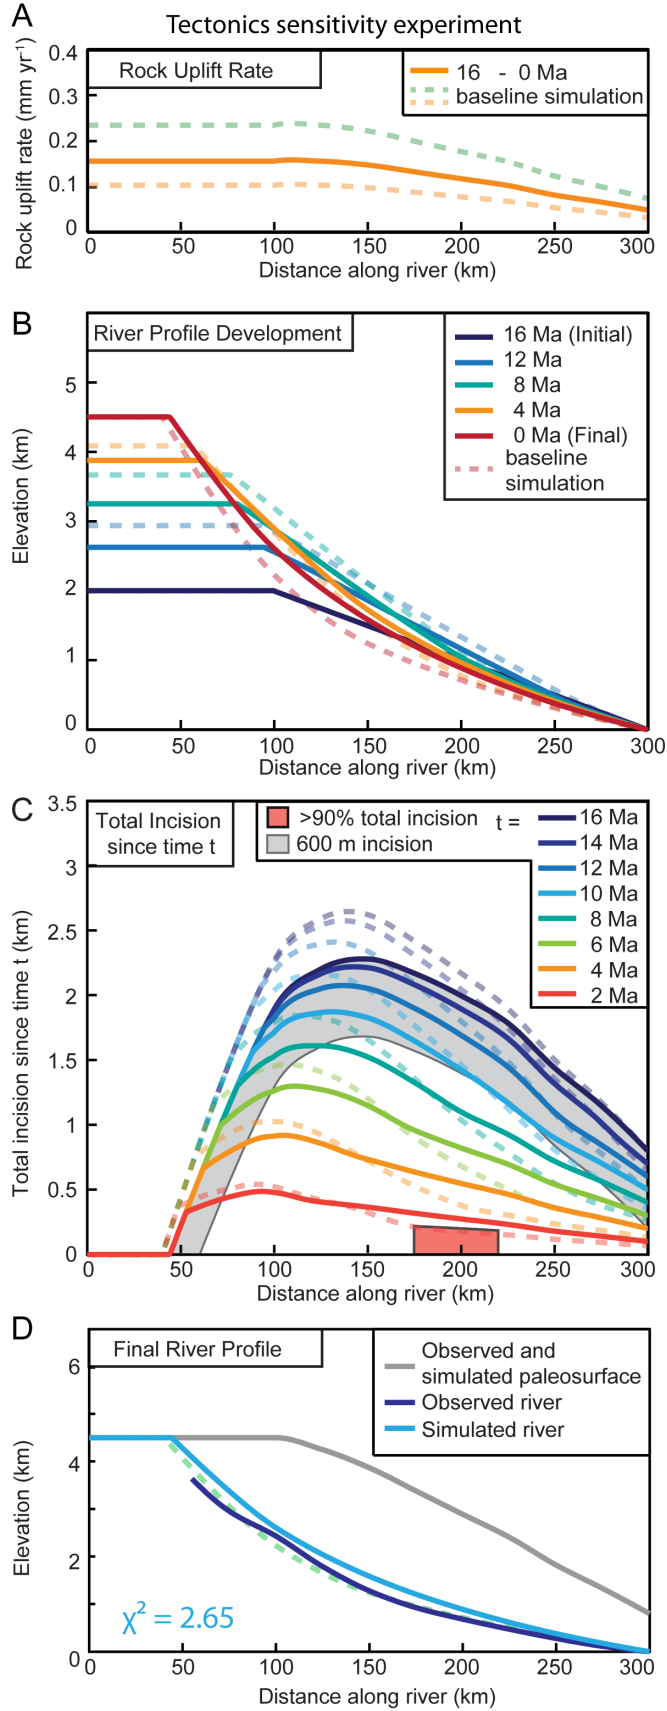 A
Tectonics sensitivity experiment
Rock uplift rate (mm yr⁻¹)
0.4
0.3
0.2
0.1
0
Rock Uplift Rate
16 - 0 Ma
baseline simulation
0 50 100 150 200 250 300
Distance along river (km)
B
River Profile Development
Elevation (km)
5
4
3
2
1
0
16 Ma (Initial)
12 Ma
8 Ma
4 Ma
0 Ma (Final)
baseline
simulation
0 50 100 150 200 250 300
Distance along river (km)
C
Total incision since time t (km)
3.5
3
2.5
2
1.5
1
0.5
0
Total Incision
since time t
>90% total incision
600 m incision
t =
16 Ma
14 Ma
12 Ma
10 Ma
8 Ma
6 Ma
4 Ma
2 Ma
0 50 100 150 200 250 300
Distance along river (km)
D
Final River Profile
Elevation (km)
6
4
2
0
Observed and
simulated paleosurface
Observed river
Simulated river
χ² = 2.65
0 50 100 150 200 250 300
Distance along river (km)